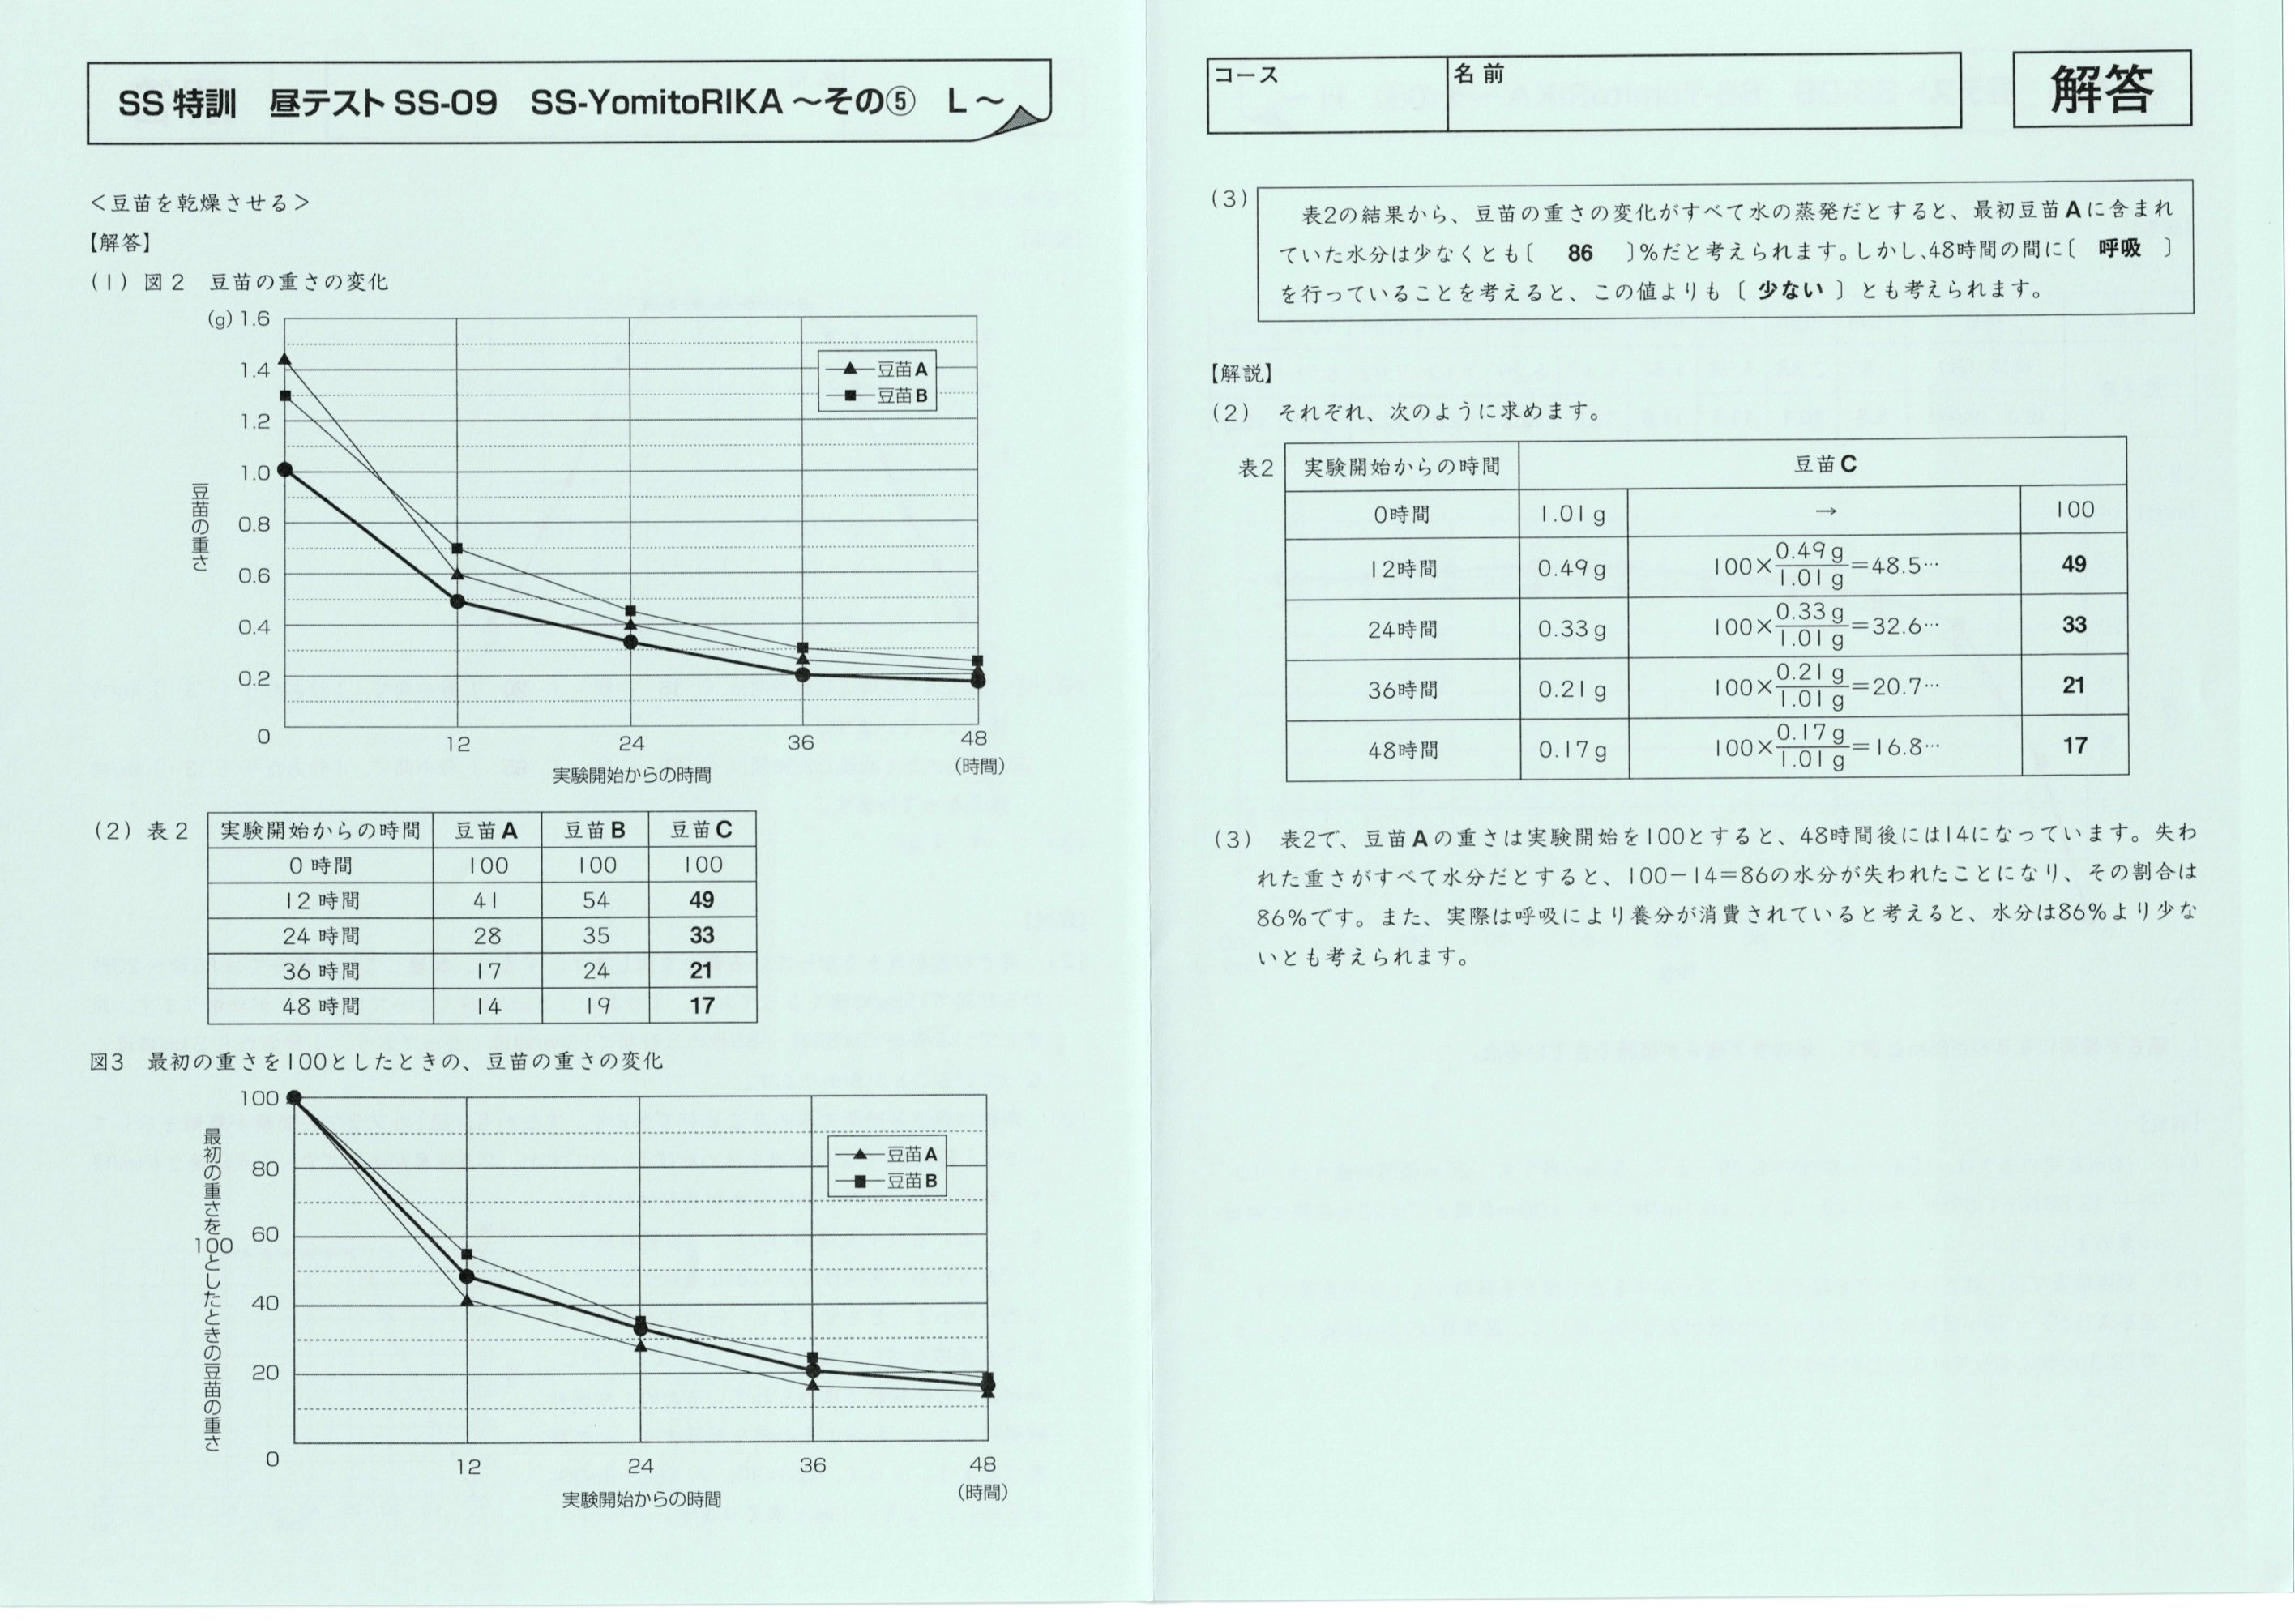 SS 特訓　昼テスト SS-09　SS-YomitoRIKA ～その⑤　L～
＜豆苗を乾燥させる＞
【解答】
(1) 図2　豆苗の重さの変化
(g) 1.6
1.4
1.2
1.0
0.8
0.6
0.4
0.2
0
豆苗の重さ
豆苗A
豆苗B
12 24 36 48
(時間)
実験開始からの時間
(2) 表2
実験開始からの時間 豆苗A 豆苗B 豆苗C
0時間 100 100 100
12時間 41 54 49
24時間 28 35 33
36時間 17 24 21
48時間 14 19 17
図3　最初の重さを100としたときの、豆苗の重さの変化
100
80
60
40
20
0
最初の重さを100としたときの豆苗の重さ
豆苗A
豆苗B
12 24 36 48
(時間)
実験開始からの時間
コース 名前
解答
(3)　表2の結果から、豆苗の重さの変化がすべて水の蒸発だとすると、最初豆苗Aに含まれ
ていた水分は少なくとも〔　86　〕%だと考えられます。しかし、48時間の間に〔　呼吸　〕
を行っていることを考えると、この値よりも〔 少ない 〕とも考えられます。
【解説】
(2)　それぞれ、次のように求めます。
表2 実験開始からの時間 豆苗C
0時間 1.01g → 100
12時間 0.49g 100×0.49g/1.01g=48.5… 49
24時間 0.33g 100×0.33g/1.01g=32.6… 33
36時間 0.21g 100×0.21g/1.01g=20.7… 21
48時間 0.17g 100×0.17g/1.01g=16.8… 17
(3)　表2で、豆苗Aの重さは実験開始を100とすると、48時間後には14になっています。失わ
れた重さがすべて水分だとすると、100－14＝86の水分が失われたことになり、その割合は
86%です。また、実際は呼吸により養分が消費されていると考えると、水分は86%より少な
いとも考えられます。